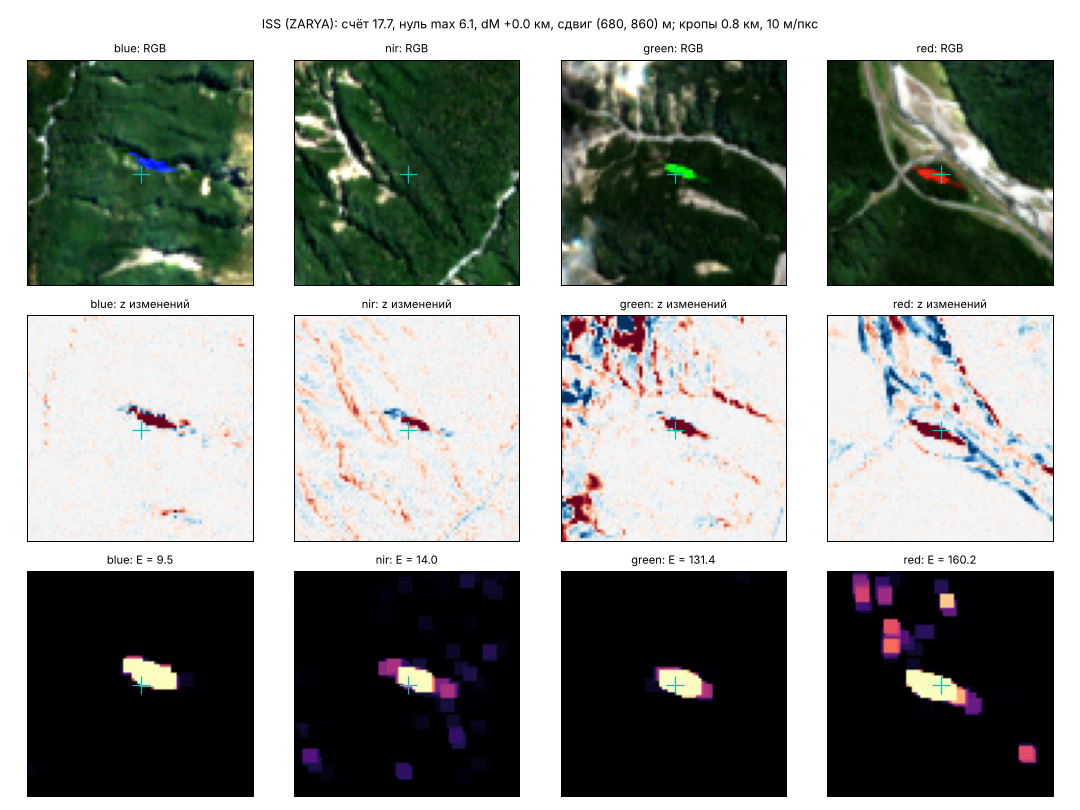 ISS (ZARYA): счёт 17.7, нуль max 6.1, dM +0.0 км, сдвиг (680, 860) м; кропы 0.8 км, 10 м/пкс
blue: RGB
nir: RGB
green: RGB
red: RGB
blue: z изменений
nir: z изменений
green: z изменений
red: z изменений
blue: E = 9.5
nir: E = 14.0
green: E = 131.4
red: E = 160.2